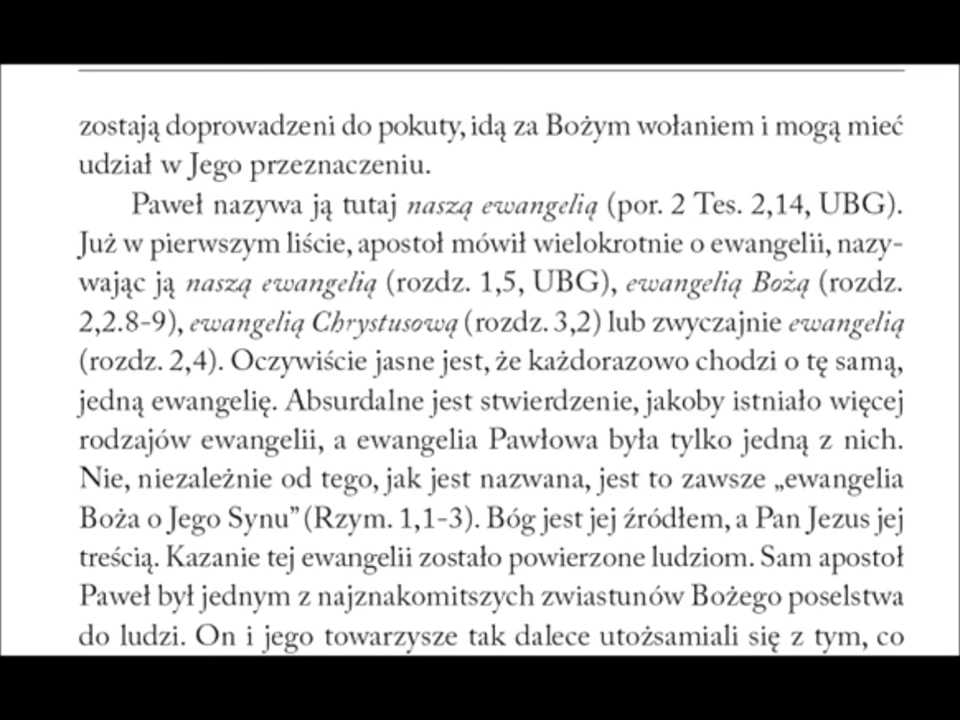 zostają doprowadzeni do pokuty, idą za Bożym wołaniem i mogą mieć
udział w Jego przeznaczeniu.
Paweł nazywa ją tutaj naszą ewangelią (por. 2 Tes. 2,14, UBG).
Już w pierwszym liście, apostoł mówił wielokrotnie o ewangelii, nazy-
wając ją naszą ewangelią (rozdz. 1,5, UBG), ewangelią Bożą (rozdz.
2,2.8-9), ewangelią Chrystusową (rozdz. 3,2) lub zwyczajnie ewangelią
(rozdz. 2,4). Oczywiście jasne jest, że każdorazowo chodzi o tę samą,
jedną ewangelię. Absurdalne jest stwierdzenie, jakoby istniało więcej
rodzajów ewangelii, a ewangelia Pawłowa była tylko jedną z nich.
Nie, niezależnie od tego, jak jest nazwana, jest to zawsze „ewangelia
Boża o Jego Synu” (Rzym. 1,1-3). Bóg jest jej źródłem, a Pan Jezus jej
treścią. Kazanie tej ewangelii zostało powierzone ludziom. Sam apostoł
Paweł był jednym z najznakomitszych zwiastunów Bożego poselstwa
do ludzi. On i jego towarzysze tak dalece utożsamiali się z tym, co